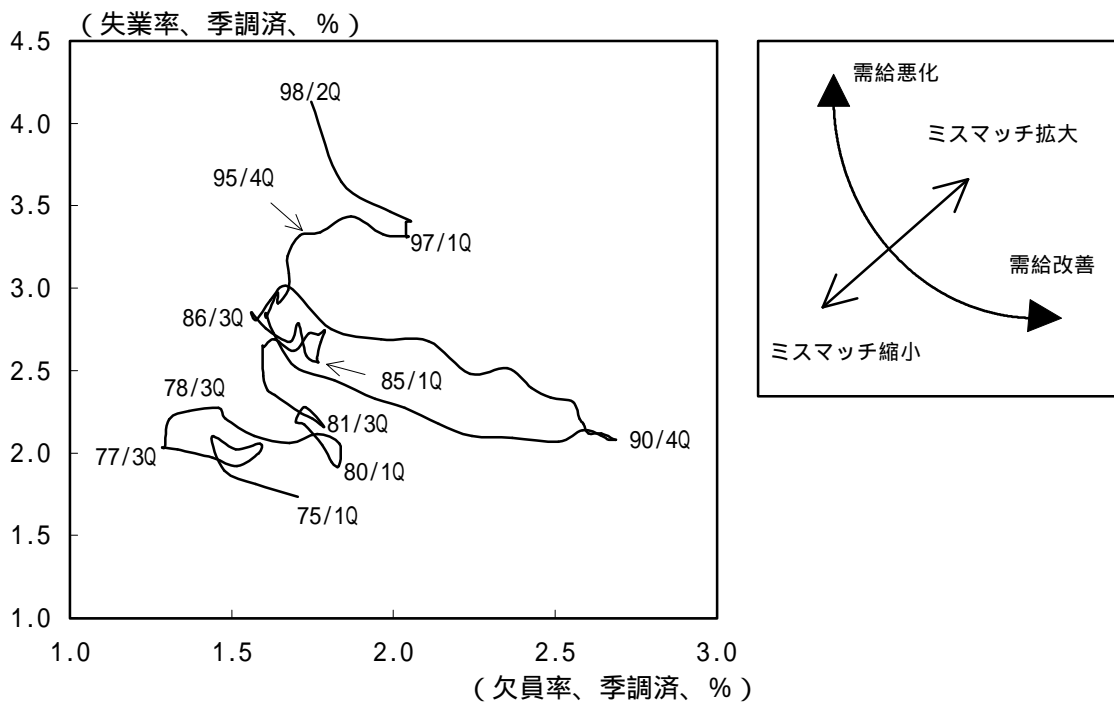 （失業率、季調済、％）
4.5
4.0
3.5
3.0
2.5
2.0
1.5
1.0
98/2Q
95/4Q
97/1Q
86/3Q
85/1Q
78/3Q
81/3Q
90/4Q
77/3Q
80/1Q
75/1Q
1.0 1.5 2.0 2.5 3.0
（欠員率、季調済、％）
需給悪化
ミスマッチ拡大
需給改善
ミスマッチ縮小